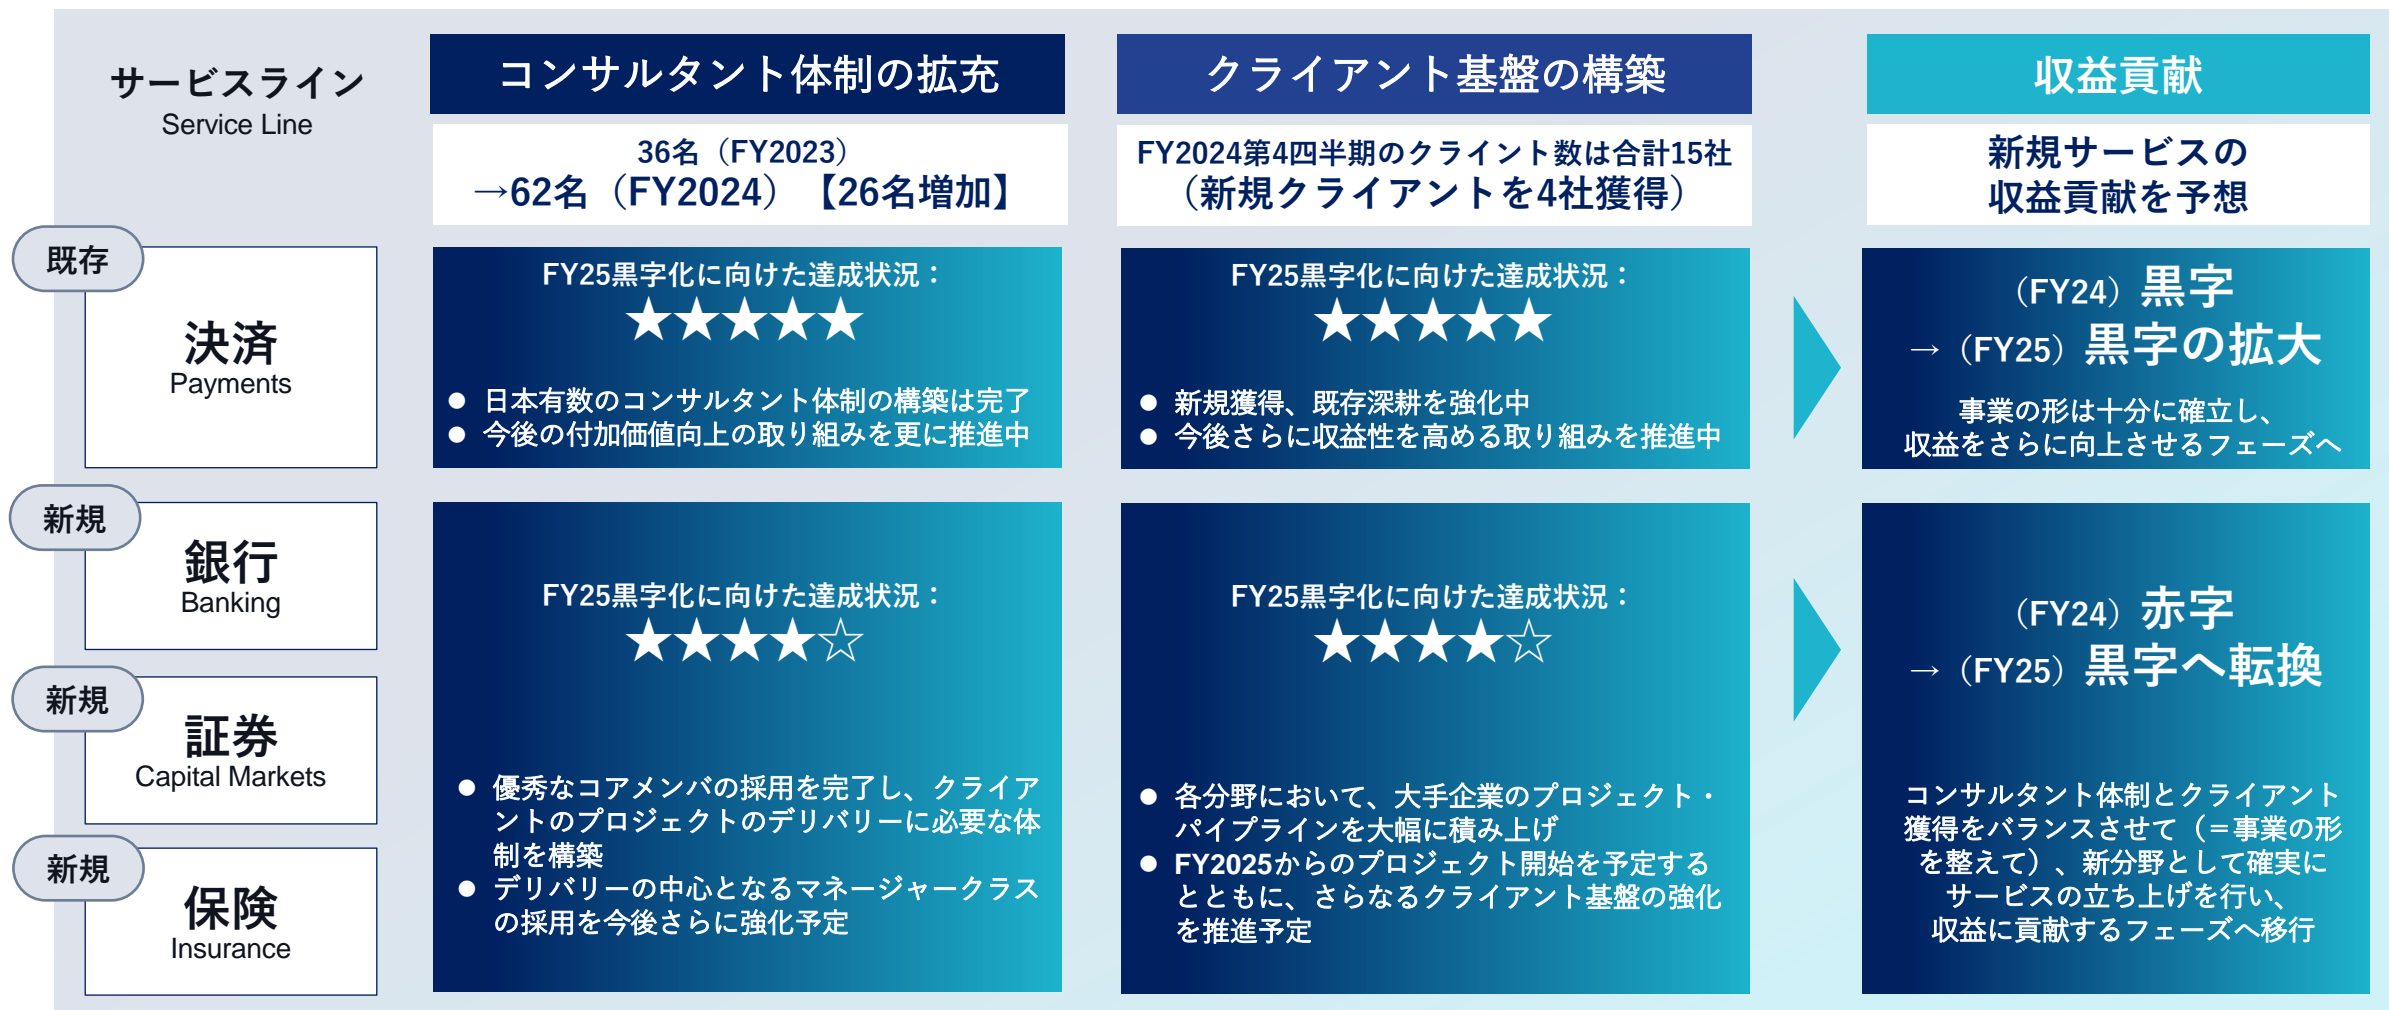 サービスライン
Service Line
コンサルタント体制の拡充
クライアント基盤の構築
収益貢献
36名（FY2023）
→62名（FY2024）【26名増加】
FY2024第4四半期のクライント数は合計15社
（新規クライアントを4社獲得）
新規サービスの
収益貢献を予想
既存
決済
Payments
FY25黒字化に向けた達成状況：
★★★★★
● 日本有数のコンサルタント体制の構築は完了
● 今後の付加価値向上の取り組みを更に推進中
FY25黒字化に向けた達成状況：
★★★★★
● 新規獲得、既存深耕を強化中
● 今後さらに収益性を高める取り組みを推進中
（FY24）黒字
→（FY25）黒字の拡大
事業の形は十分に確立し、
収益をさらに向上させるフェーズへ
新規
銀行
Banking
新規
証券
Capital Markets
新規
保険
Insurance
FY25黒字化に向けた達成状況：
★★★★☆
● 優秀なコアメンバの採用を完了し、クライア
ントのプロジェクトのデリバリーに必要な体
制を構築
● デリバリーの中心となるマネージャークラス
の採用を今後さらに強化予定
FY25黒字化に向けた達成状況：
★★★★☆
● 各分野において、大手企業のプロジェクト・
パイプラインを大幅に積み上げ
● FY2025からのプロジェクト開始を予定する
とともに、さらなるクライアント基盤の強化
を推進予定
（FY24）赤字
→（FY25）黒字へ転換
コンサルタント体制とクライアント
獲得をバランスさせて（＝事業の形
を整えて）、新分野として確実に
サービスの立ち上げを行い、
収益に貢献するフェーズへ移行